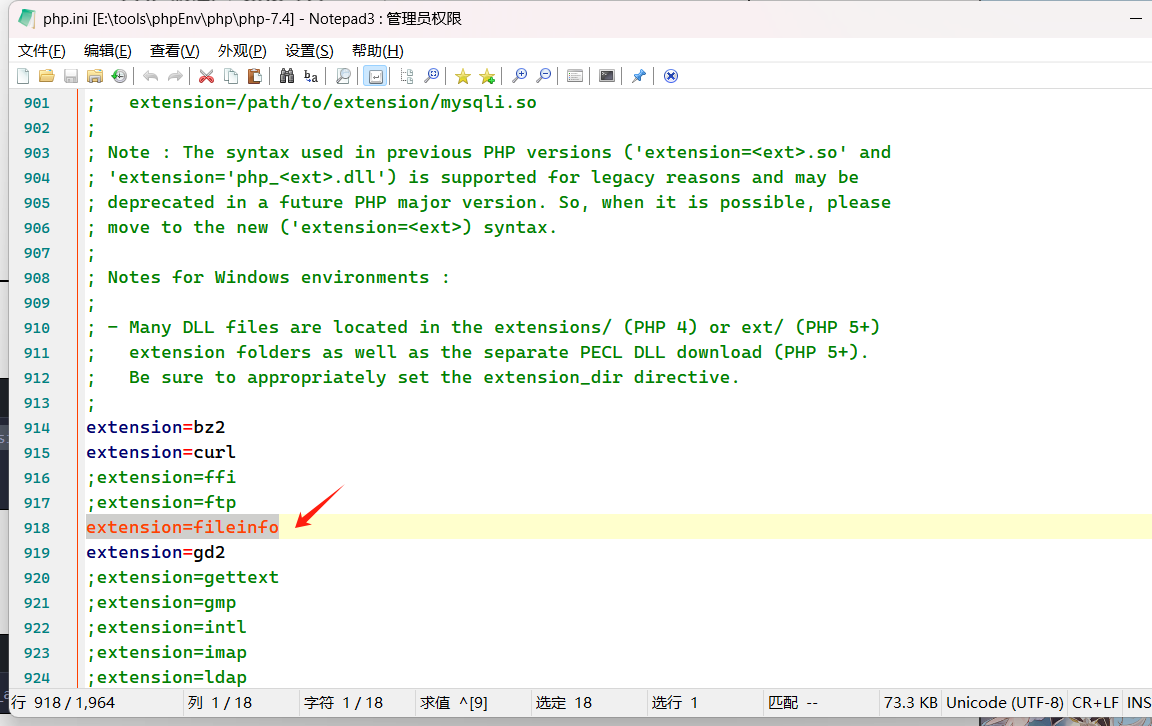 php.ini [E:\tools\phpEnv\php\php-7.4] - Notepad3 : 管理员权限
文件(F) 编辑(E) 查看(V) 外观(P) 设置(S) 帮助(H)
901 ;   extension=/path/to/extension/mysqli.so
902 ;
903 ; Note : The syntax used in previous PHP versions ('extension=<ext>.so' and
904 ; 'extension='php_<ext>.dll') is supported for legacy reasons and may be
905 ; deprecated in a future PHP major version. So, when it is possible, please
906 ; move to the new ('extension=<ext>) syntax.
907 ;
908 ; Notes for Windows environments :
909 ;
910 ; - Many DLL files are located in the extensions/ (PHP 4) or ext/ (PHP 5+)
911 ;   extension folders as well as the separate PECL DLL download (PHP 5+).
912 ;   Be sure to appropriately set the extension_dir directive.
913 ;
914 extension=bz2
915 extension=curl
916 ;extension=ffi
917 ;extension=ftp
918 extension=fileinfo
919 extension=gd2
920 ;extension=gettext
921 ;extension=gmp
922 ;extension=intl
923 ;extension=imap
924 ;extension=ldap
行 918 / 1,964 列 1 / 18 字符 1 / 18 求值 ^[9] 选定 18 选行 1 匹配 -- 73.3 KB Unicode (UTF-8) CR+LF INS